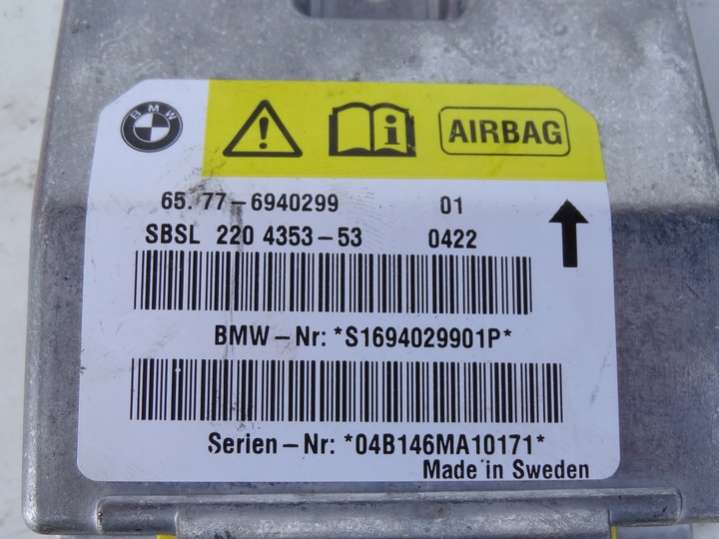 BMW
AIRBAG
65.77-6940299 01
SBSL 220 4353-53 0422
BMW-Nr: *S1694029901P*
Serien-Nr: *04B146MA10171*
Made in Sweden